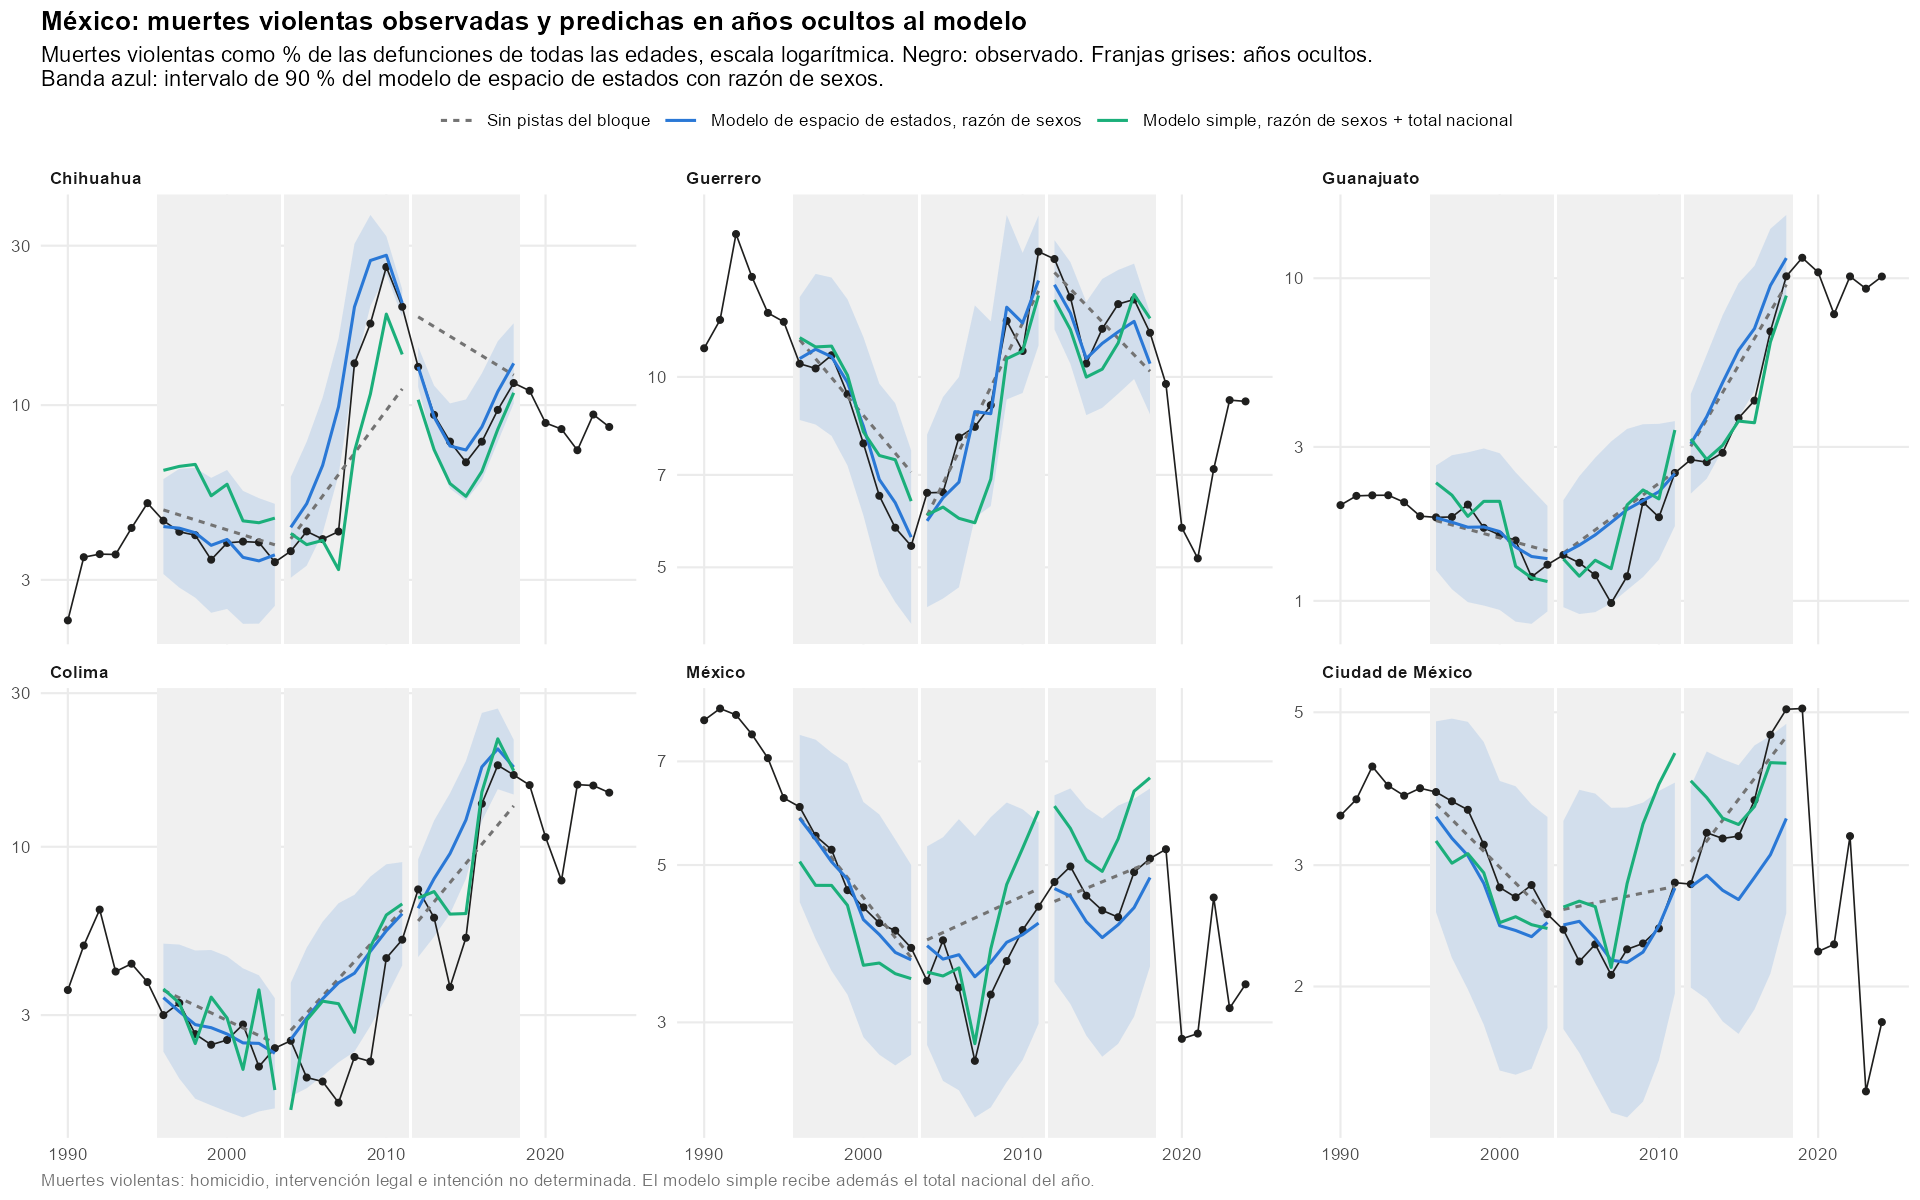 México: muertes violentas observadas y predichas en años ocultos al modelo
Muertes violentas como % de las defunciones de todas las edades, escala logarítmica. Negro: observado. Franjas grises: años ocultos.
Banda azul: intervalo de 90 % del modelo de espacio de estados con razón de sexos.
Sin pistas del bloque   Modelo de espacio de estados, razón de sexos   Modelo simple, razón de sexos + total nacional
Chihuahua   Guerrero   Guanajuato
30
10
3
10
7
5
10
3
1
Colima   México   Ciudad de México
30
10
3
7
5
3
5
3
2
1990   2000   2010   2020   1990   2000   2010   2020   1990   2000   2010   2020
Muertes violentas: homicidio, intervención legal e intención no determinada. El modelo simple recibe además el total nacional del año.